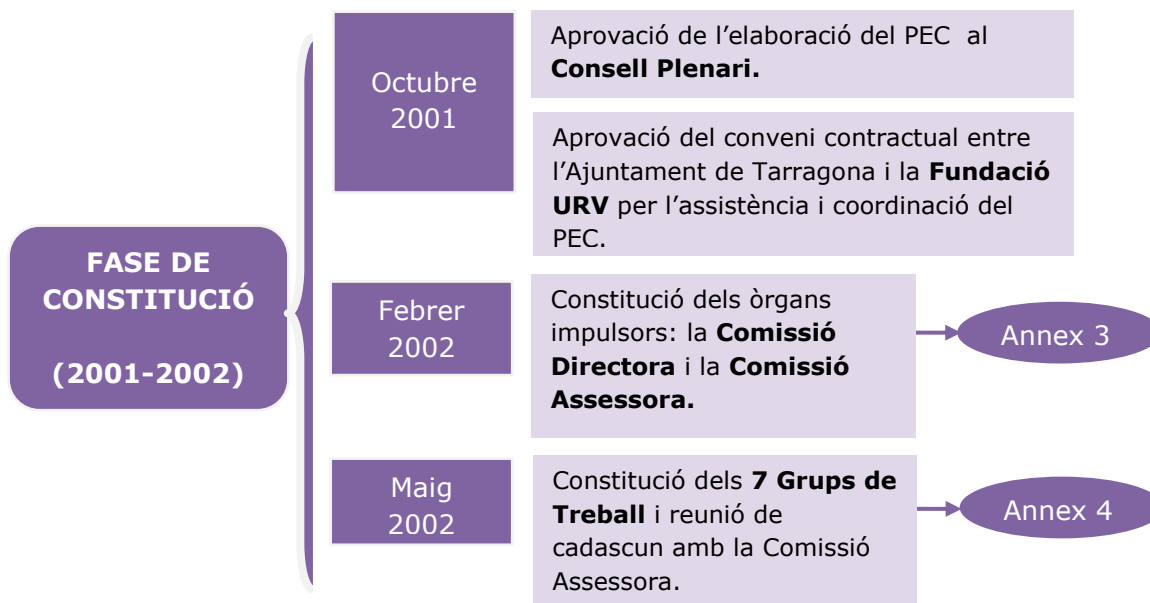 FASE DE
CONSTITUCIÓ
(2001-2002)
Octubre
2001
Aprovació de l'elaboració del PEC al
Consell Plenari.
Aprovació del conveni contractual entre
l'Ajuntament de Tarragona i la Fundació
URV per l'assistència i coordinació del
PEC.
Febrer
2002
Constitució dels òrgans
impulsors: la Comissió
Directora i la Comissió
Assessora.
Annex 3
Maig
2002
Constitució dels 7 Grups de
Treball i reunió de
cadascun amb la Comissió
Assessora.
Annex 4